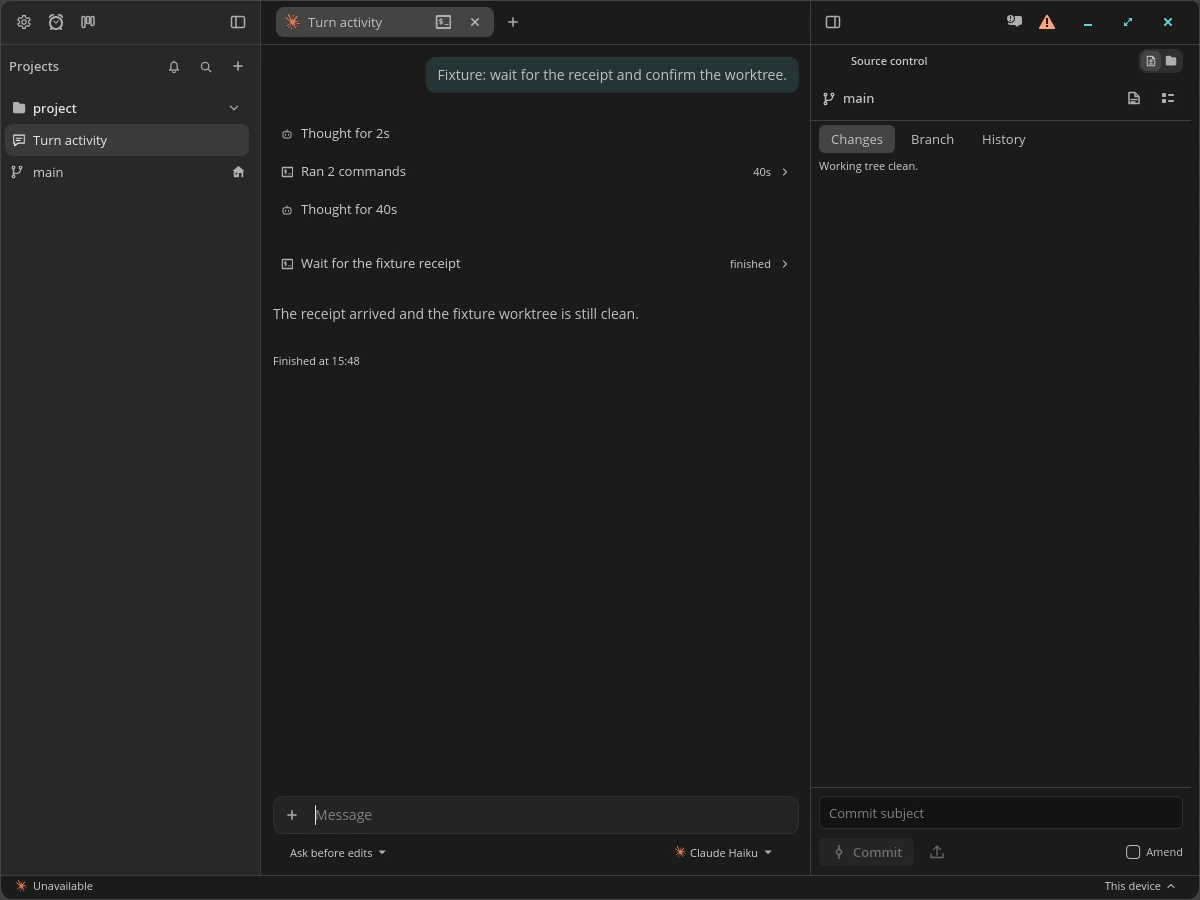 Turn activity
Projects
project
Turn activity
main
Fixture: wait for the receipt and confirm the worktree.
Thought for 2s
Ran 2 commands 40s
Thought for 40s
Wait for the fixture receipt finished
The receipt arrived and the fixture worktree is still clean.
Finished at 15:48
Message
Ask before edits
Claude Haiku
Source control
main
Changes Branch History
Working tree clean.
Commit subject
Commit
Amend
Unavailable
This device